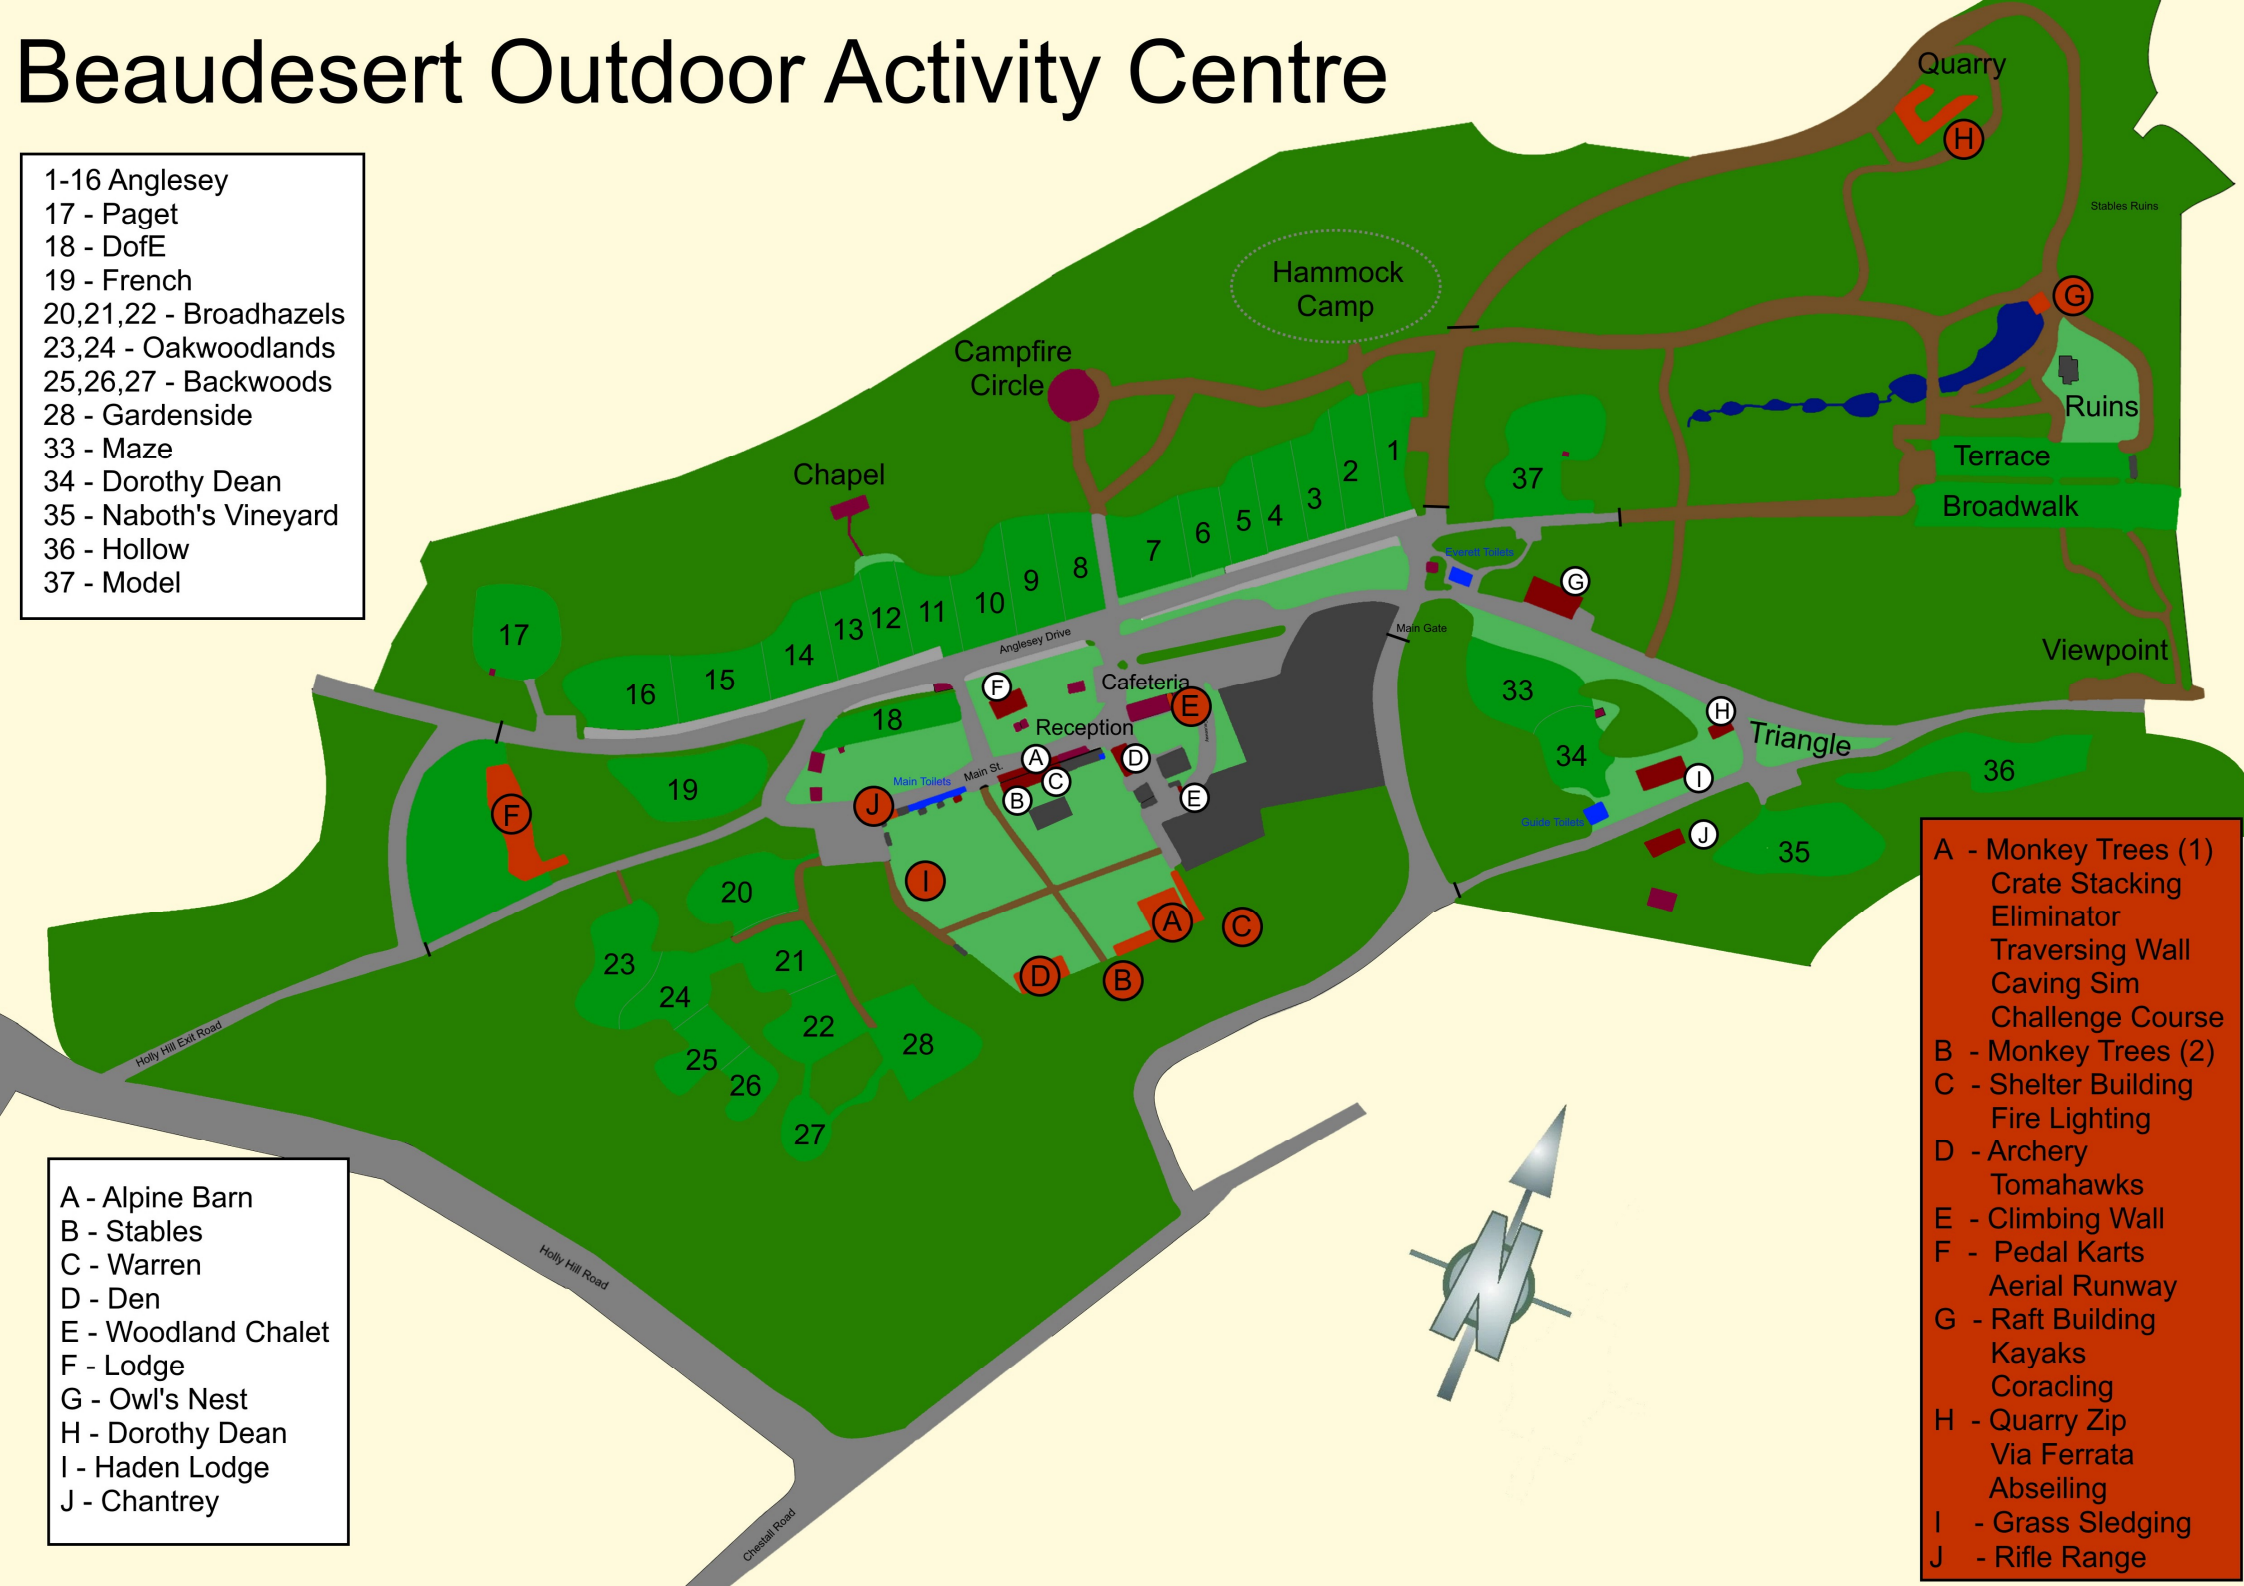 Beaudesert Outdoor Activity Centre
1-16 Anglesey
17 - Paget
18 - DofE
19 - French
20,21,22 - Broadhazels
23,24 - Oakwoodlands
25,26,27 - Backwoods
28 - Gardenside
33 - Maze
34 - Dorothy Dean
35 - Naboth's Vineyard
36 - Hollow
37 - Model
Quarry
H
Stables Ruins
Hammock
Camp
G
Campfire
Circle
Ruins
Chapel
1
2
3
4
5
6
7
8
9
10
11
12
13
14
15
16
17
37
Terrace
Broadwalk
Everett Toilets
G
Main Gate
Anglesey Drive
Viewpoint
F
Cafeteria
E
18
Reception
33
H
Triangle
34
36
19
Main Toilets
Main St.
A
D
C
B
E
I
J
F
Guide Toilets
J
35
I
20
A
C
23
21
D
B
24
22
28
25
26
27
Holly Hill Exit Road
Holly Hill Road
Chestall Road
N
A - Alpine Barn
B - Stables
C - Warren
D - Den
E - Woodland Chalet
F - Lodge
G - Owl's Nest
H - Dorothy Dean
I - Haden Lodge
J - Chantrey
A - Monkey Trees (1)
Crate Stacking
Eliminator
Traversing Wall
Caving Sim
Challenge Course
B - Monkey Trees (2)
C - Shelter Building
Fire Lighting
D - Archery
Tomahawks
E - Climbing Wall
F - Pedal Karts
Aerial Runway
G - Raft Building
Kayaks
Coracling
H - Quarry Zip
Via Ferrata
Abseiling
I - Grass Sledging
J - Rifle Range